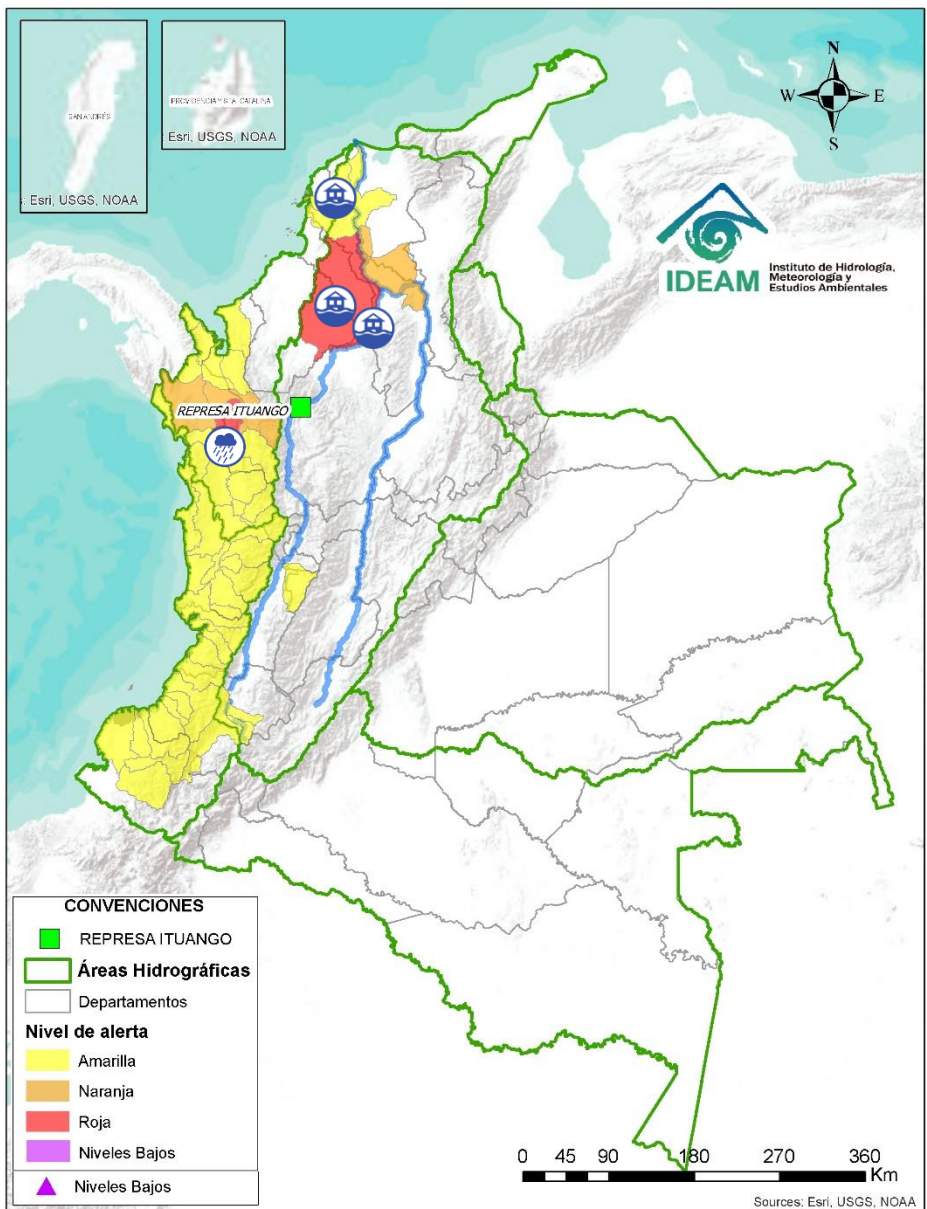 SAN ANDRÉS
s: Esri, USGS, NOAA
PROVIDENCIA Y STA. CATALINA
Esri, USGS, NOAA
N
W E
S
IDEAM
Instituto de Hidrología,
Meteorología y
Estudios Ambientales
REPRESA ITUANGO
CONVENCIONES
REPRESA ITUANGO
Áreas Hidrográficas
Departamentos
Nivel de alerta
Amarilla
Naranja
Roja
Niveles Bajos
Niveles Bajos
0 45 90 180 270 360
Km
Sources: Esri, USGS, NOAA